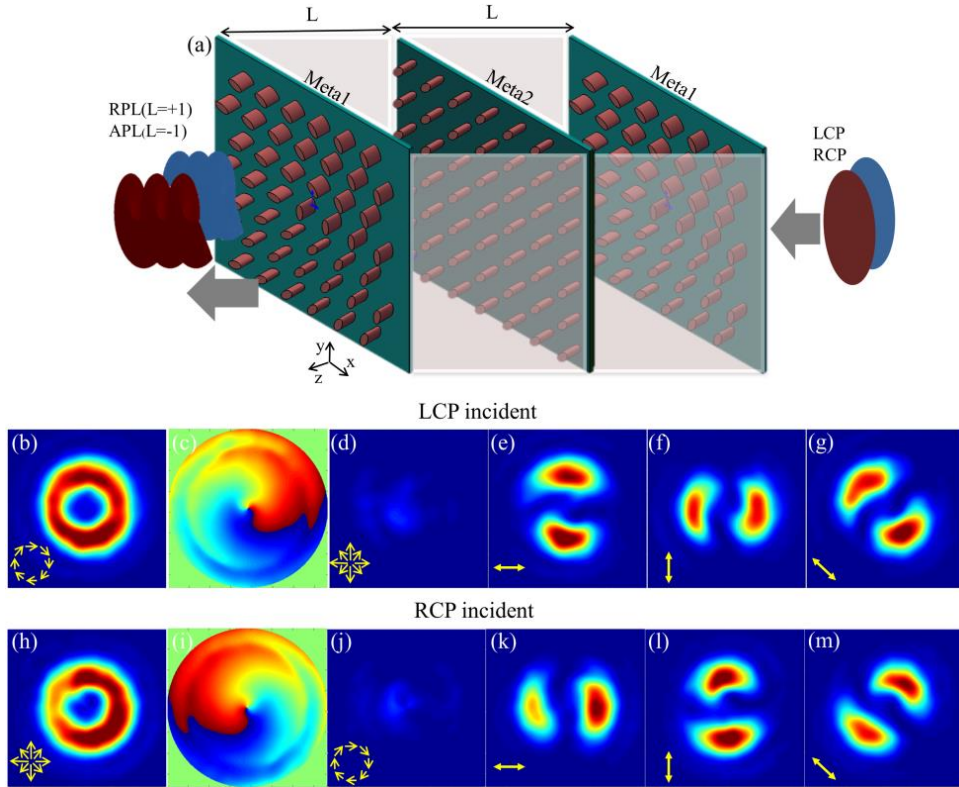 L
L
(a)
Meta1
Meta2
Meta1
RPL(L=+1)
APL(L=-1)
LCP
RCP
y
x
z
LCP incident
(b)
(c)
(d)
(e)
(f)
(g)
RCP incident
(h)
(i)
(j)
(k)
(l)
(m)